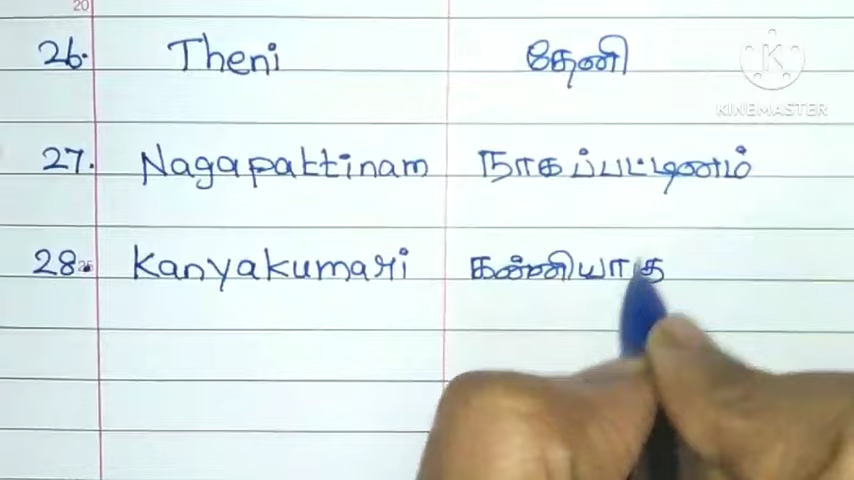 26. Theni தேனி
27. Nagapattinam நாகப்பட்டினம்
28. Kanyakumari கன்னியாகு
KINEMASTER